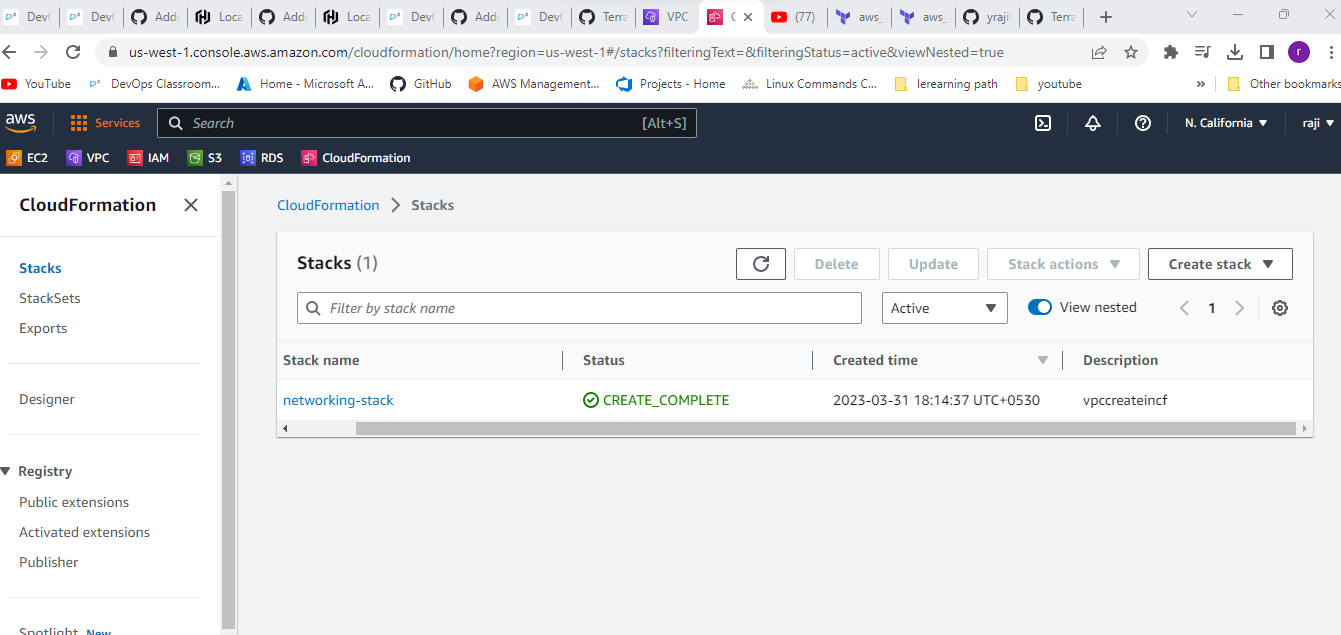 Dev
Dev
Add
Loca
Add
Loca
Dev
Add
Dev
Terra
VPC
C
(77)
aws_
aws_
yraji
Terra
us-west-1.console.aws.amazon.com/cloudformation/home?region=us-west-1#/stacks?filteringText=&filteringStatus=active&viewNested=true
r
YouTube
DevOps Classroom...
Home - Microsoft A...
GitHub
AWS Management...
Projects - Home
Linux Commands C...
lerearning path
youtube
»
Other bookmarks
aws
Services
Search
[Alt+S]
N. California
raji
EC2
VPC
IAM
S3
RDS
CloudFormation
CloudFormation
Stacks
StackSets
Exports
Designer
Registry
Public extensions
Activated extensions
Publisher
Spotlight New
CloudFormation > Stacks
Stacks (1)
Delete
Update
Stack actions
Create stack
Filter by stack name
Active
View nested
1
Stack name
Status
Created time
Description
networking-stack
CREATE_COMPLETE
2023-03-31 18:14:37 UTC+0530
vpccreateincf